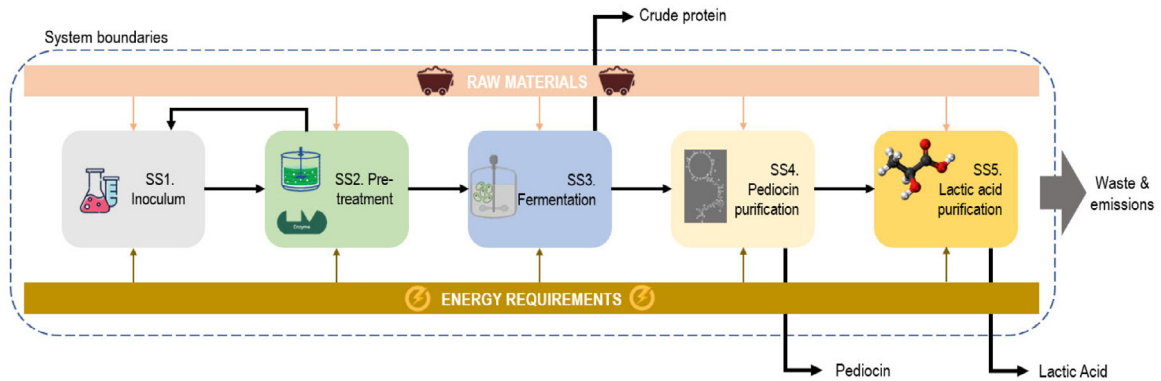 Crude protein
System boundaries
RAW MATERIALS
SS1.
Inoculum
SS2. Pre-
treatment
Enzyme
SS3.
Fermentation
SS4.
Pediocin
purification
SS5.
Lactic acid
purification
Waste &
emissions
ENERGY REQUIREMENTS
Pediocin
Lactic Acid